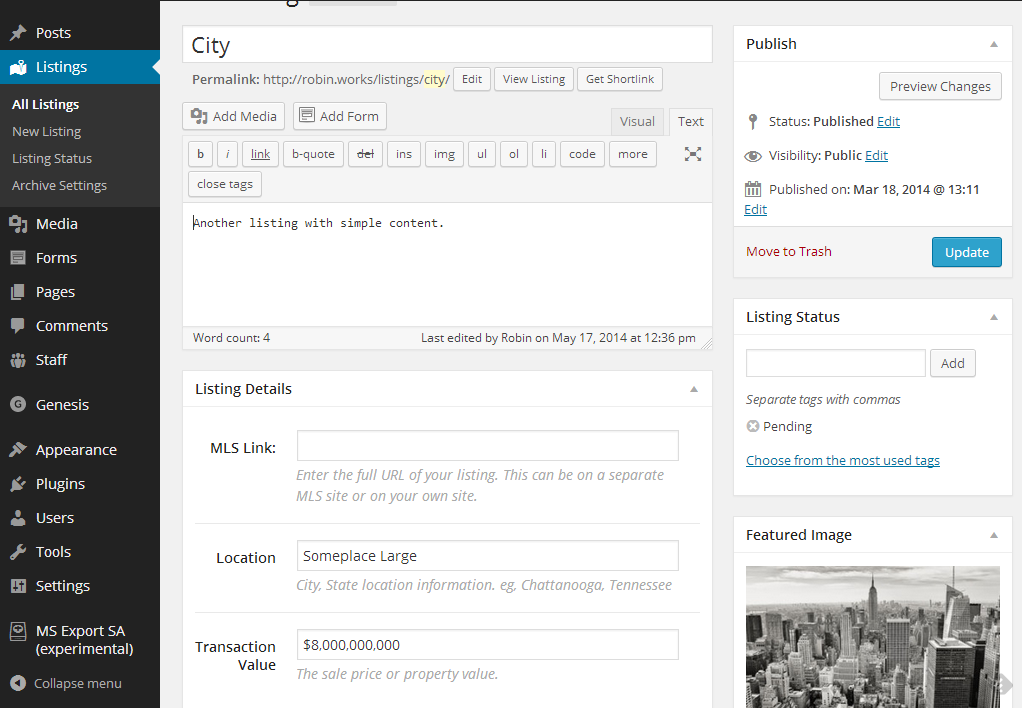 Posts
Listings
All Listings
New Listing
Listing Status
Archive Settings
Media
Forms
Pages
Comments
Staff
Genesis
Appearance
Plugins
Users
Tools
Settings
MS Export SA
(experimental)
Collapse menu
City
Permalink: http://robin.works/listings/city/ Edit View Listing Get Shortlink
Add Media Add Form
Visual Text
b i link b-quote del ins img ul ol li code more
close tags
Another listing with simple content.
Word count: 4 Last edited by Robin on May 17, 2014 at 12:36 pm
Listing Details
MLS Link:
Enter the full URL of your listing. This can be on a separate
MLS site or on your own site.
Location Someplace Large
City, State location information. eg, Chattanooga, Tennessee
Transaction
Value
$8,000,000,000
The sale price or property value.
Publish
Preview Changes
Status: Published Edit
Visibility: Public Edit
Published on: Mar 18, 2014 @ 13:11
Edit
Move to Trash Update
Listing Status
Add
Separate tags with commas
Pending
Choose from the most used tags
Featured Image